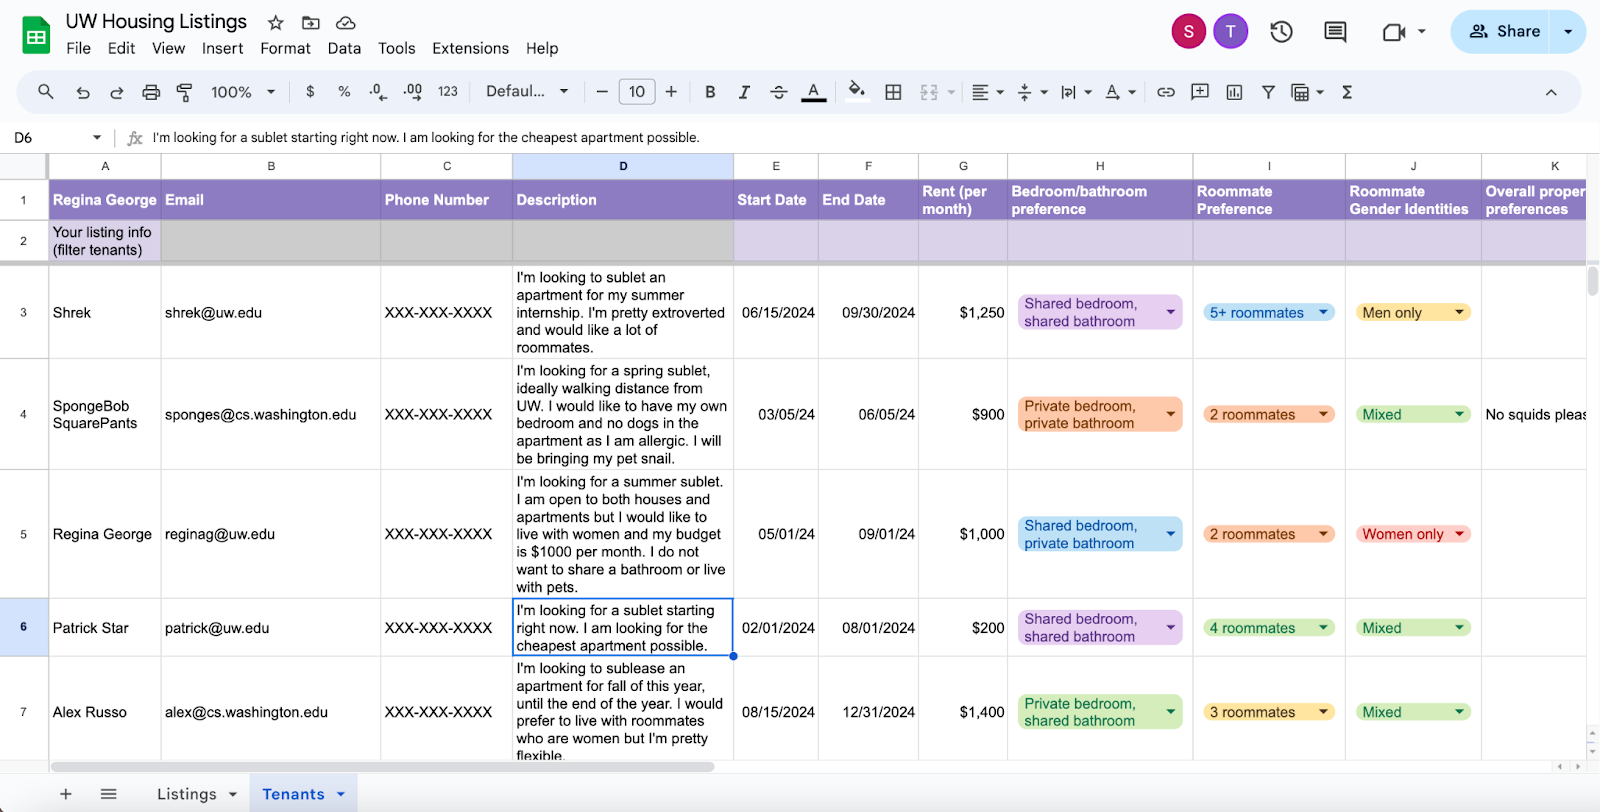 UW Housing Listings
S T Share
File Edit View Insert Format Data Tools Extensions Help
100% $ % .0 .00 123 Defaul... − 10 + B I S A Σ
D6 fx I'm looking for a sublet starting right now. I am looking for the cheapest apartment possible.
A B C D E F G H I J K
1 Regina George Email Phone Number Description Start Date End Date
Rent (per
month)
Bedroom/bathroom
preference
Roommate
Preference
Roommate
Gender Identities
Overall proper
preferences
2
Your listing info
(filter tenants)
3 Shrek shrek@uw.edu XXX-XXX-XXXX
I'm looking to sublet an
apartment for my summer
internship. I'm pretty extroverted
and would like a lot of
roommates.
06/15/2024 09/30/2024 $1,250
Shared bedroom,
shared bathroom
5+ roommates Men only
4
SpongeBob
SquarePants
sponges@cs.washington.edu XXX-XXX-XXXX
I'm looking for a spring sublet,
ideally walking distance from
UW. I would like to have my own
bedroom and no dogs in the
apartment as I am allergic. I will
be bringing my pet snail.
03/05/24 06/05/24 $900
Private bedroom,
private bathroom
2 roommates Mixed No squids pleas
5 Regina George reginag@uw.edu XXX-XXX-XXXX
I'm looking for a summer sublet.
I am open to both houses and
apartments but I would like to
live with women and my budget
is $1000 per month. I do not
want to share a bathroom or live
with pets.
05/01/24 09/01/24 $1,000
Shared bedroom,
private bathroom
2 roommates Women only
6 Patrick Star patrick@uw.edu XXX-XXX-XXXX
I'm looking for a sublet starting
right now. I am looking for the
cheapest apartment possible.
02/01/2024 08/01/2024 $200
Shared bedroom,
shared bathroom
4 roommates Mixed
7 Alex Russo alex@cs.washington.edu XXX-XXX-XXXX
I'm looking to sublease an
apartment for fall of this year,
until the end of the year. I would
prefer to live with roommates
who are women but I'm pretty
flexible.
08/15/2024 12/31/2024 $1,400
Private bedroom,
shared bathroom
3 roommates Mixed
+ Listings Tenants